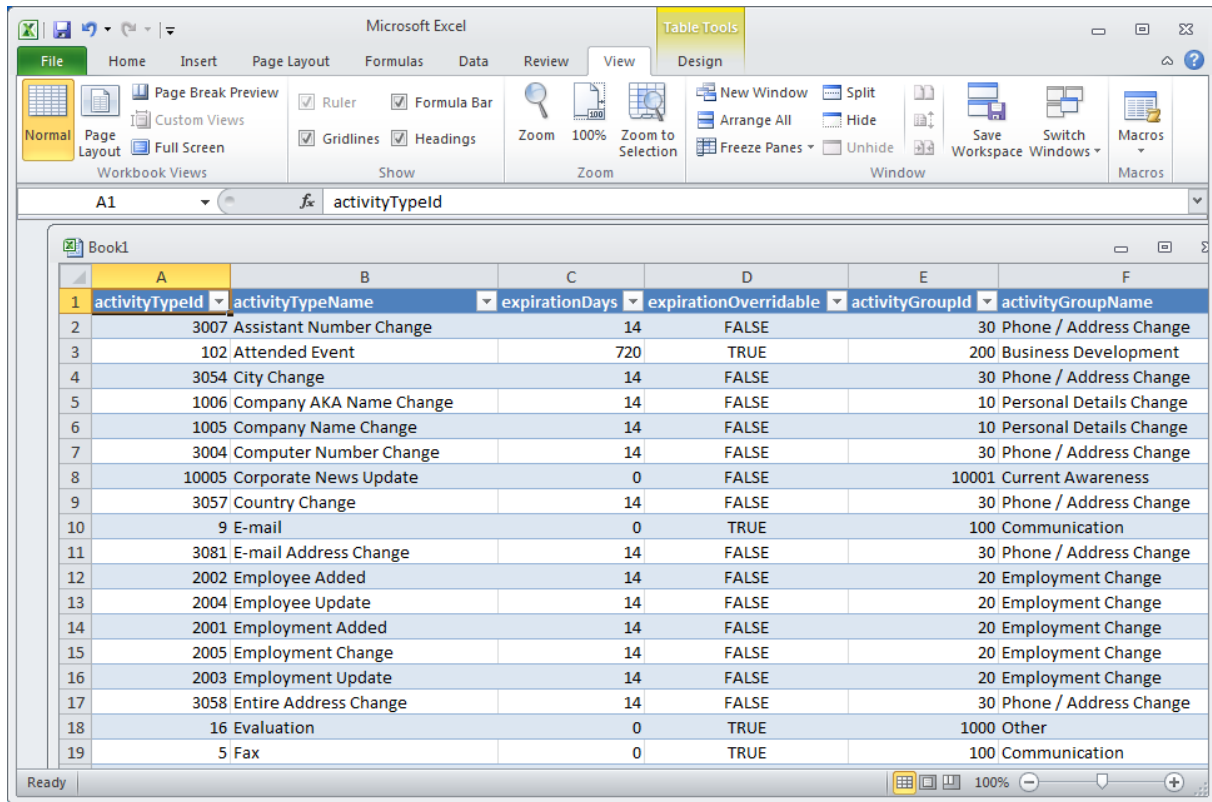 Microsoft Excel
Table Tools
File Home Insert Page Layout Formulas Data Review View Design
Normal
Page Layout
Page Break Preview
Custom Views
Full Screen
Workbook Views
Ruler Formula Bar
Gridlines Headings
Show
Zoom
100%
Zoom to Selection
Zoom
New Window
Arrange All
Freeze Panes
Split
Hide
Unhide
Save Workspace
Switch Windows
Window
Macros
Macros
A1 fx activityTypeId
Book1
A B C D E F
1 activityTypeId activityTypeName expirationDays expirationOverridable activityGroupId activityGroupName
2 3007 Assistant Number Change 14 FALSE 30 Phone / Address Change
3 102 Attended Event 720 TRUE 200 Business Development
4 3054 City Change 14 FALSE 30 Phone / Address Change
5 1006 Company AKA Name Change 14 FALSE 10 Personal Details Change
6 1005 Company Name Change 14 FALSE 10 Personal Details Change
7 3004 Computer Number Change 14 FALSE 30 Phone / Address Change
8 10005 Corporate News Update 0 FALSE 10001 Current Awareness
9 3057 Country Change 14 FALSE 30 Phone / Address Change
10 9 E-mail 0 TRUE 100 Communication
11 3081 E-mail Address Change 14 FALSE 30 Phone / Address Change
12 2002 Employee Added 14 FALSE 20 Employment Change
13 2004 Employee Update 14 FALSE 20 Employment Change
14 2001 Employment Added 14 FALSE 20 Employment Change
15 2005 Employment Change 14 FALSE 20 Employment Change
16 2003 Employment Update 14 FALSE 20 Employment Change
17 3058 Entire Address Change 14 FALSE 30 Phone / Address Change
18 16 Evaluation 0 TRUE 1000 Other
19 5 Fax 0 TRUE 100 Communication
Ready 100%